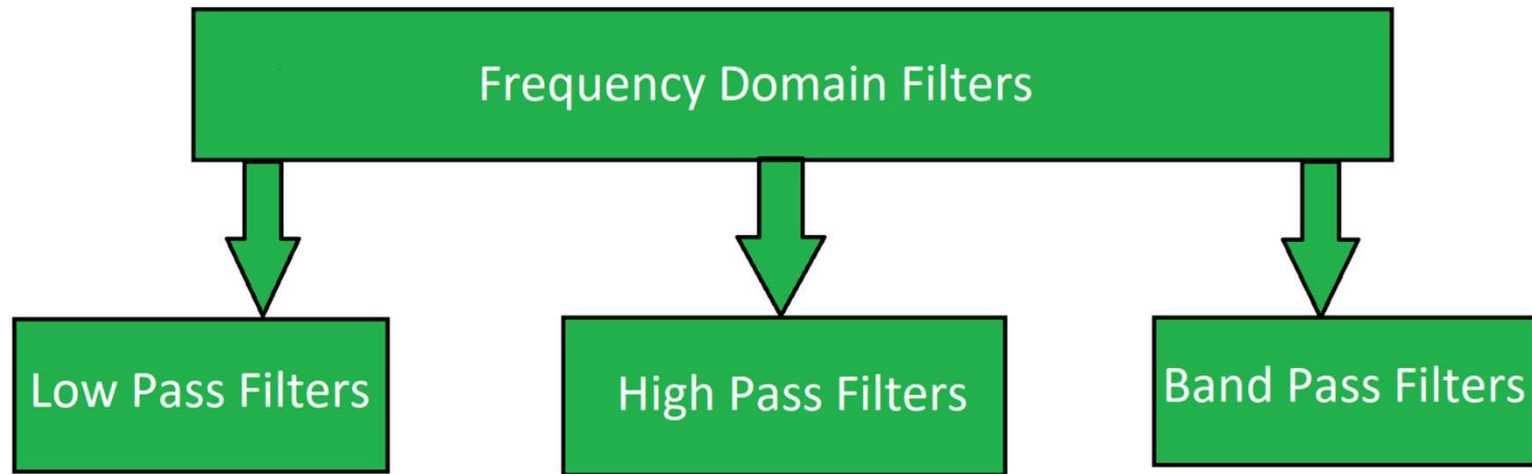 Frequency Domain Filters
Low Pass Filters
High Pass Filters
Band Pass Filters